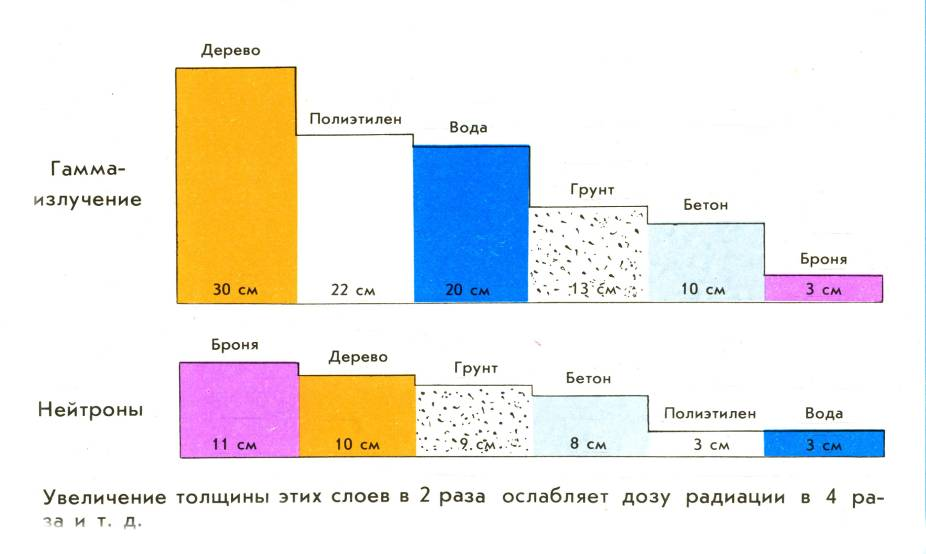 Дерево
Полиэтилен
Вода
Грунт
Бетон
Броня
Гамма-
излучение
30 см
22 см
20 см
13 см
10 см
3 см
Броня
Дерево
Грунт
Бетон
Полиэтилен
Вода
Нейтроны
11 см
10 см
9 см
8 см
3 см
3 см
Увеличение толщины этих слоев в 2 раза ослабляет дозу радиации в 4 ра-
за и т. д.